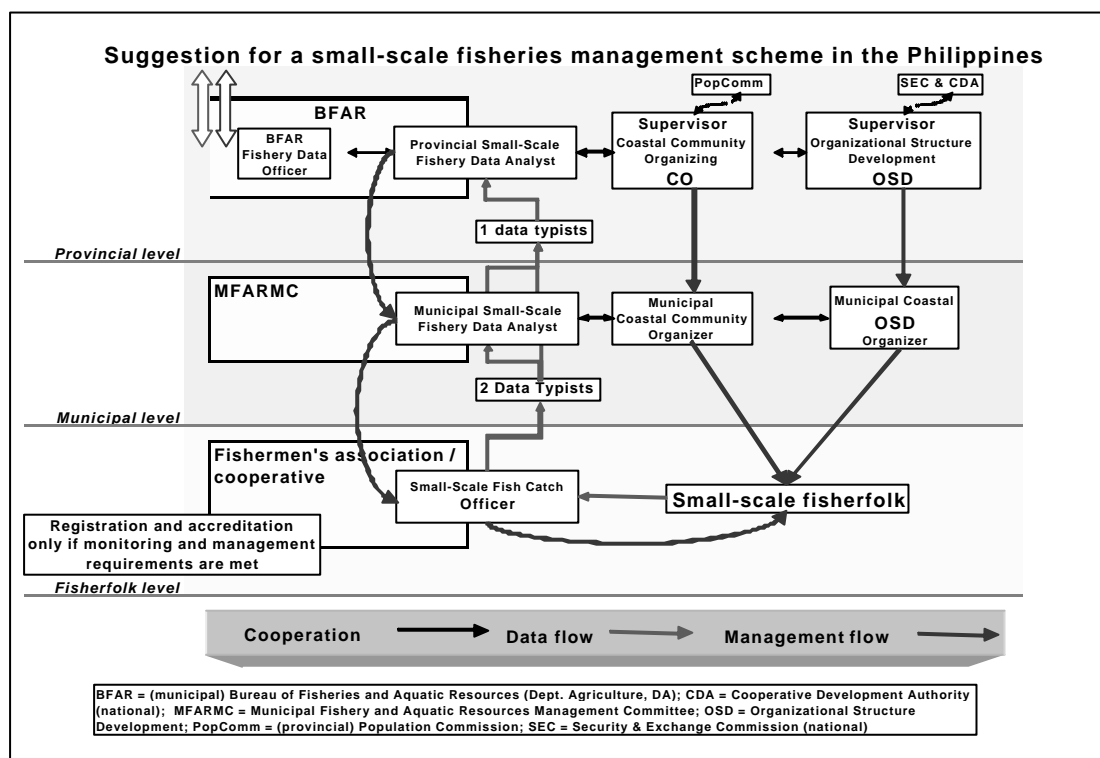 Suggestion for a small-scale fisheries management scheme in the Philippines
PopComm
SEC & CDA
BFAR
BFAR
Fishery Data
Officer
Provincial Small-Scale
Fishery Data Analyst
Supervisor
Coastal Community
Organizing
CO
Supervisor
Organizational Structure
Development
OSD
1 data typists
Provincial level
MFARMC
Municipal Small-Scale
Fishery Data Analyst
Municipal
Coastal Community
Organizer
Municipal Coastal
OSD
Organizer
2 Data Typists
Municipal level
Fishermen's association /
cooperative
Small-Scale Fish Catch
Officer
Small-scale fisherfolk
Registration and accreditation
only if monitoring and management
requirements are met
Fisherfolk level
Cooperation
Data flow
Management flow
BFAR = (municipal) Bureau of Fisheries and Aquatic Resources (Dept. Agriculture, DA); CDA = Cooperative Development Authority
(national); MFARMC = Municipal Fishery and Aquatic Resources Management Committee; OSD = Organizational Structure
Development; PopComm = (provincial) Population Commission; SEC = Security & Exchange Commission (national)